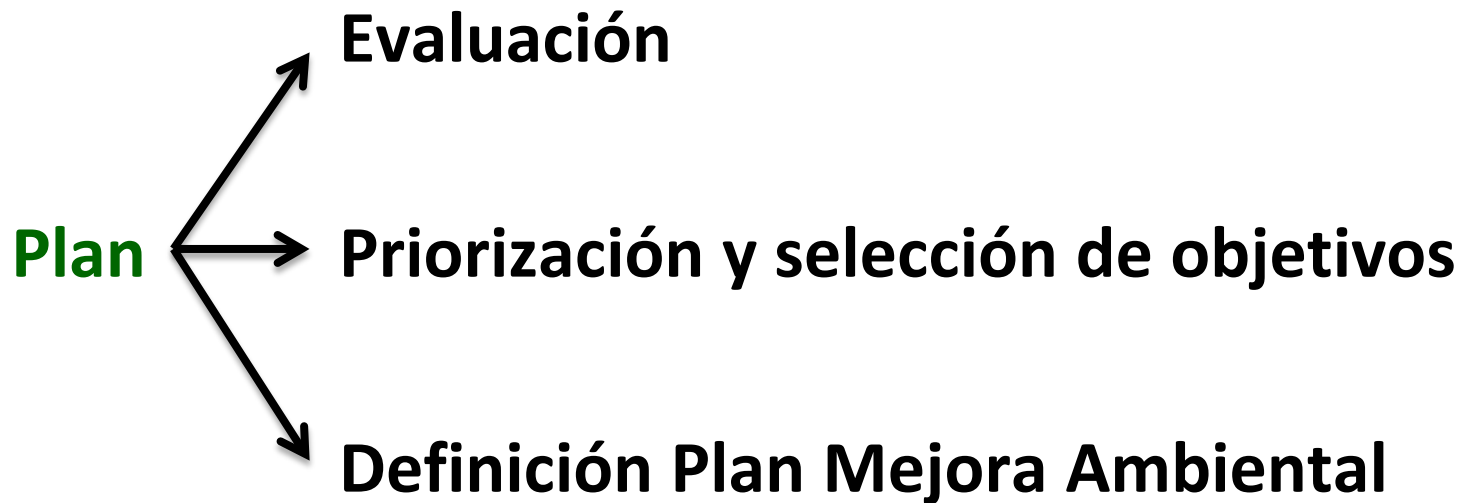 Evaluación
Plan
Priorización y selección de objetivos
Definición Plan Mejora Ambiental